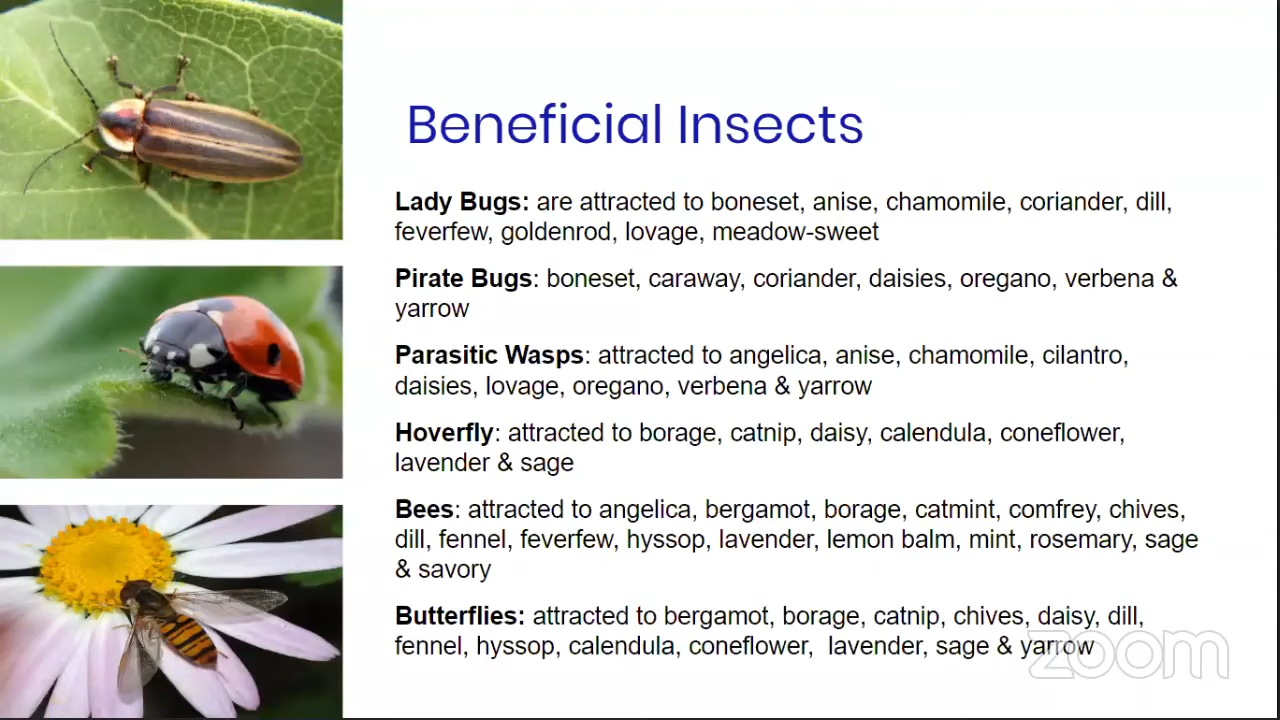 Beneficial Insects
Lady Bugs: are attracted to boneset, anise, chamomile, coriander, dill,
feverfew, goldenrod, lovage, meadow-sweet
Pirate Bugs: boneset, caraway, coriander, daisies, oregano, verbena &
yarrow
Parasitic Wasps: attracted to angelica, anise, chamomile, cilantro,
daisies, lovage, oregano, verbena & yarrow
Hoverfly: attracted to borage, catnip, daisy, calendula, coneflower,
lavender & sage
Bees: attracted to angelica, bergamot, borage, catmint, comfrey, chives,
dill, fennel, feverfew, hyssop, lavender, lemon balm, mint, rosemary, sage
& savory
Butterflies: attracted to bergamot, borage, catnip, chives, daisy, dill,
fennel, hyssop, calendula, coneflower,  lavender, sage & yarrow
zoom